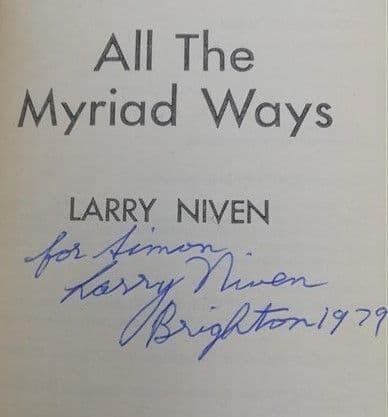 All The
Myriad Ways
LARRY NIVEN
for Simon
Larry Niven
Brighton 1979